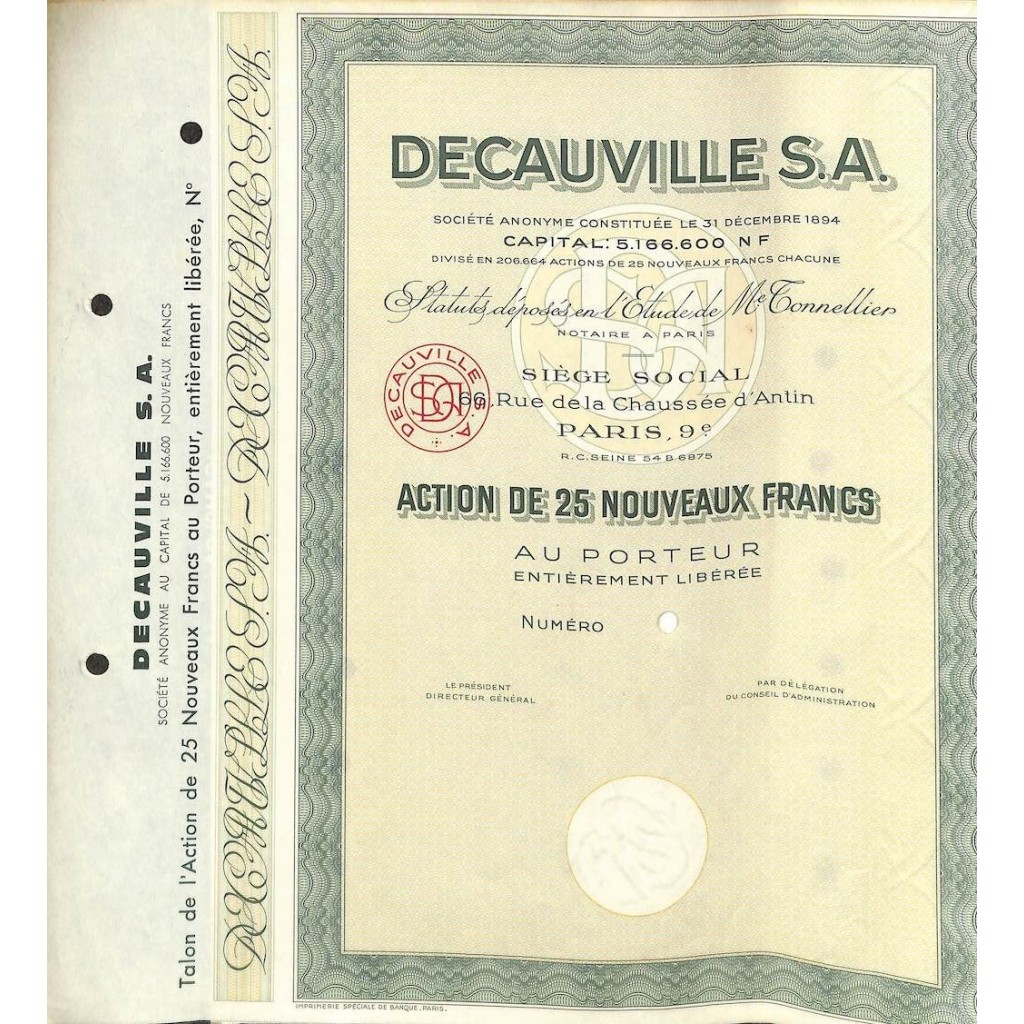 DECAUVILLE S.A.
SOCIÉTÉ ANONYME AU CAPITAL DE 5.166.600 NOUVEAUX FRANCS
Talon de l'Action de 25 Nouveaux Francs au Porteur, entièrement libérée, N°
DECAUVILLE S.A. ~ DECAUVILLE S.A.
DECAUVILLE S.A.
SOCIÉTÉ ANONYME CONSTITUÉE LE 31 DÉCEMBRE 1894
CAPITAL: 5.166.600 NF
DIVISÉ EN 206.664 ACTIONS DE 25 NOUVEAUX FRANCS CHACUNE
Statuts déposés en l'Etude de Me Tonnellier
NOTAIRE A PARIS
SIÈGE SOCIAL
66, Rue de la Chaussée d'Antin
PARIS, 9e
R.C. SEINE 54 B 6875
DECAUVILLE S.A.
SDA
ACTION DE 25 NOUVEAUX FRANCS
AU PORTEUR
ENTIÈREMENT LIBÉRÉE
NUMÉRO
LE PRÉSIDENT
DIRECTEUR GÉNÉRAL
PAR DÉLÉGATION
DU CONSEIL D'ADMINISTRATION
IMPRIMERIE SPÉCIALE DE BANQUE. PARIS.